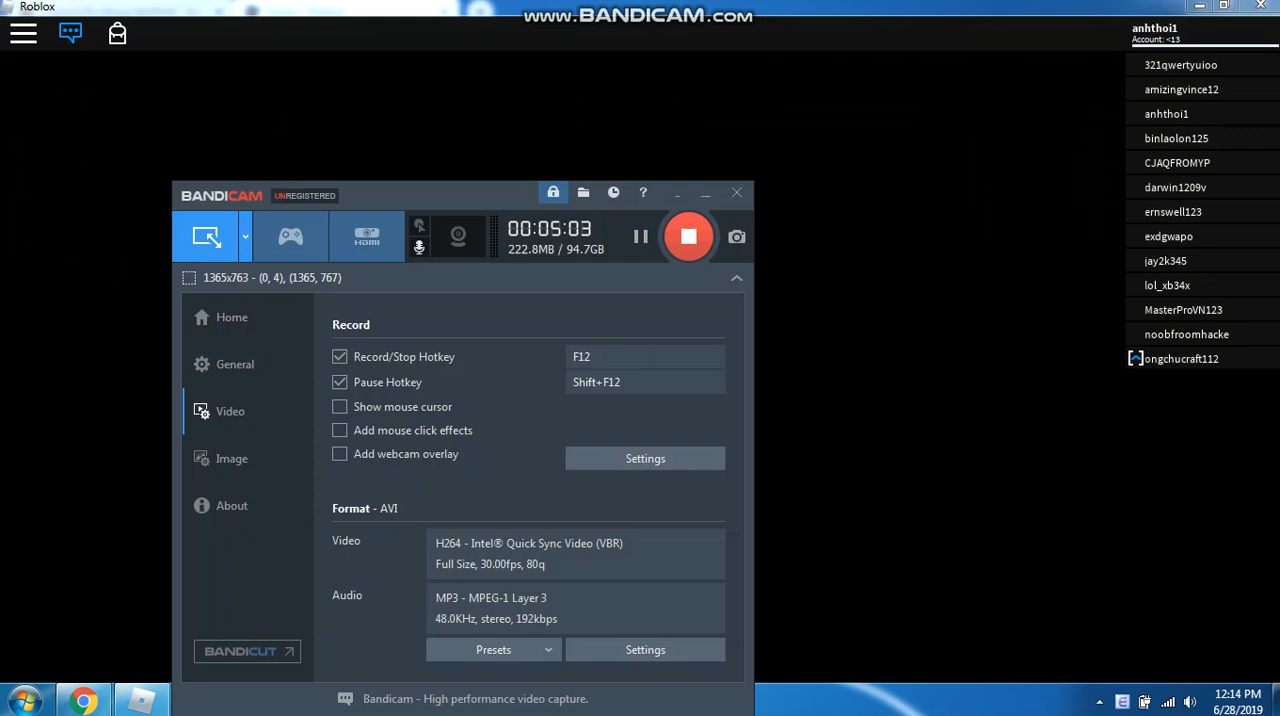 Roblox
www.BANDICAM.com
anhthoi1
Account: <13
321qwertyuioo
amizingvince12
anhthoi1
binlaolon125
CJAQFROMYP
darwin1209v
ernswell123
exdgwapo
jay2k345
lol_xb34x
MasterProVN123
noobfroomhacke
ongchucraft112
BANDICAM UNREGISTERED
?
HDMI
00:05:03
222.8MB / 94.7GB
1365x763 - (0, 4), (1365, 767)
Home
General
Video
Image
About
BANDICUT
Record
Record/Stop Hotkey F12
Pause Hotkey Shift+F12
Show mouse cursor
Add mouse click effects
Add webcam overlay
Settings
Format - AVI
Video
H264 - Intel® Quick Sync Video (VBR)
Full Size, 30.00fps, 80q
Audio
MP3 - MPEG-1 Layer 3
48.0KHz, stereo, 192kbps
Presets Settings
Bandicam - High performance video capture.
E
12:14 PM
6/28/2019